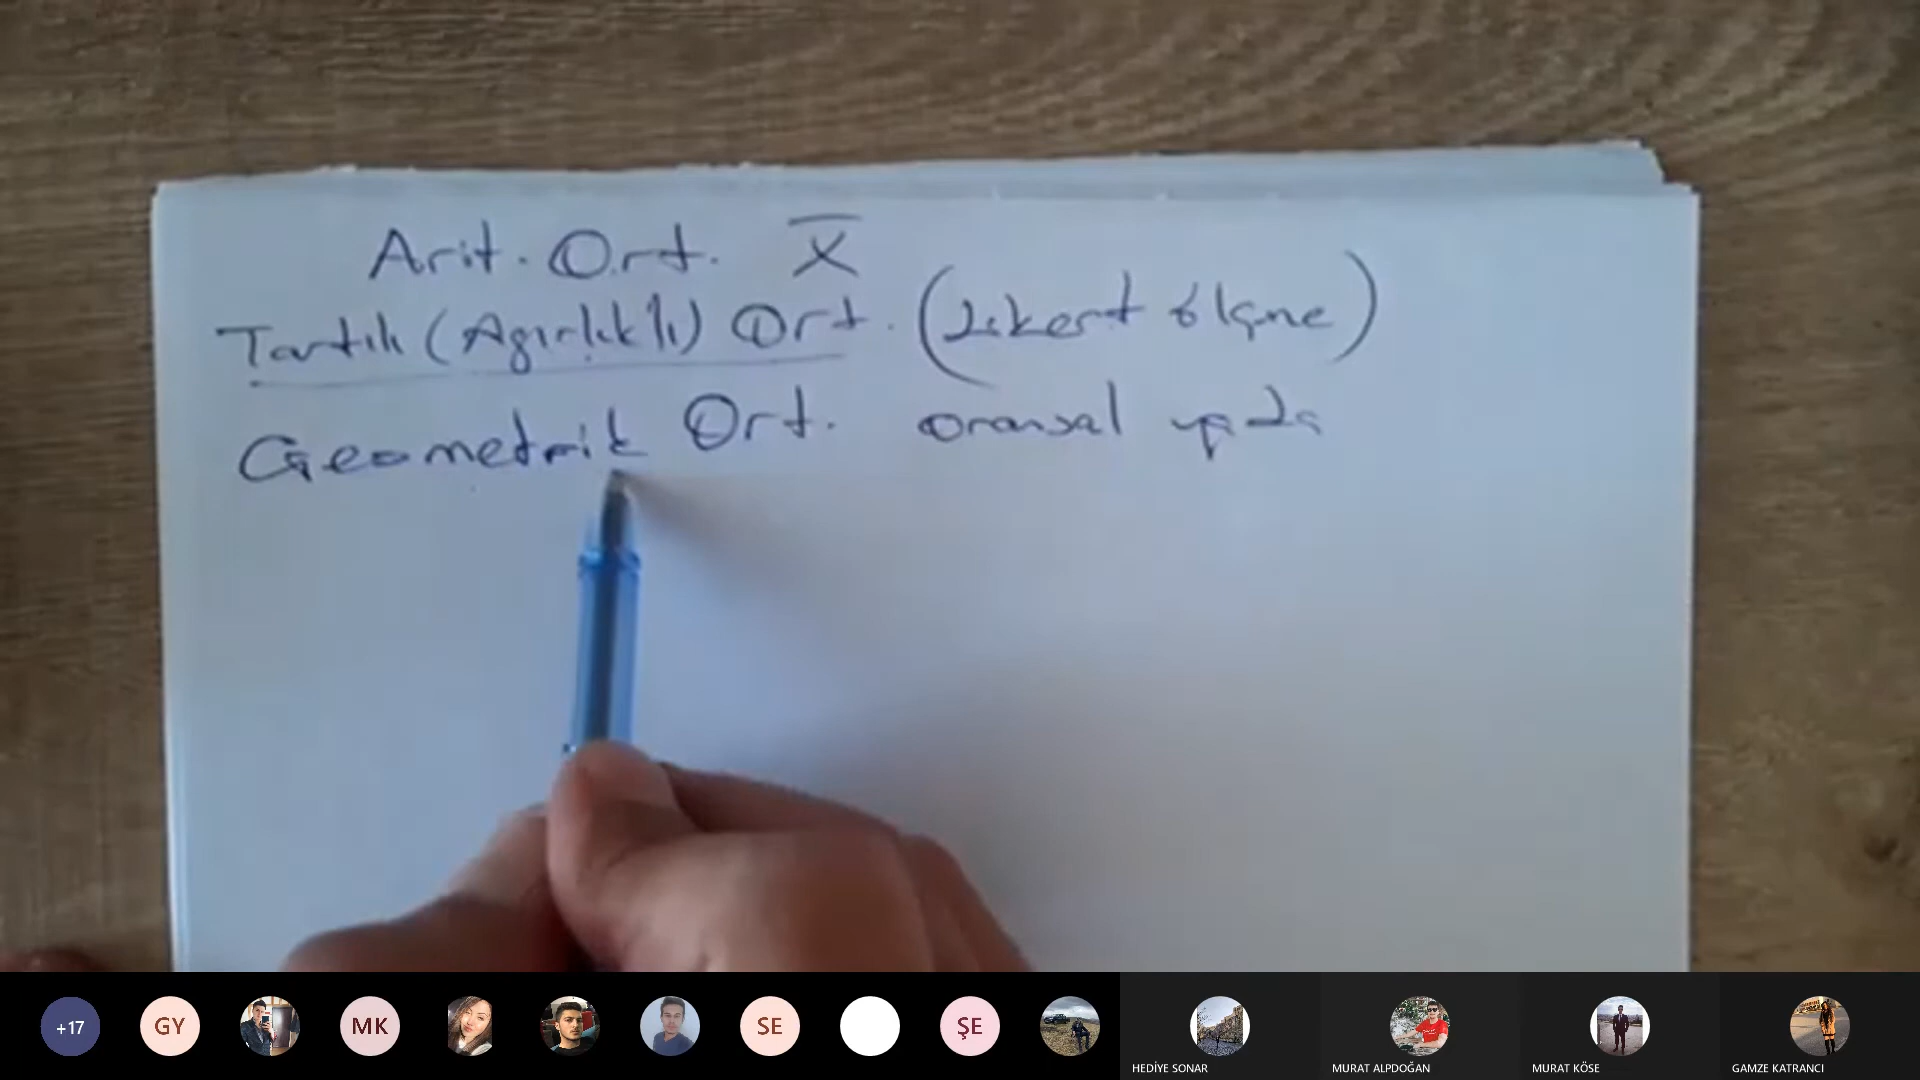 Arit. Ort. X̅
Tartılı (Ağırlıklı) Ort. (Likert ölçme)
Geometrik Ort. oransal
+17
GY
MK
SE
ŞE
HEDİYE SONAR
MURAT ALPDOĞAN
MURAT KÖSE
GAMZE KATRANCI